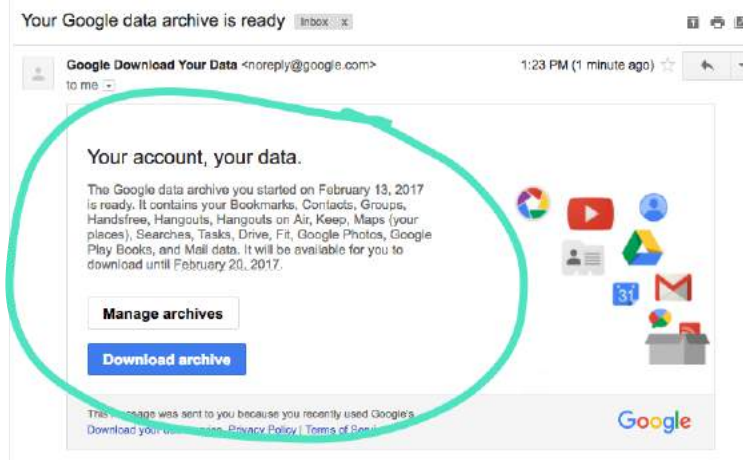 Your Google data archive is ready Inbox x
Google Download Your Data <noreply@google.com> 1:23 PM (1 minute ago)
to me
Your account, your data.
The Google data archive you started on February 13, 2017
is ready. It contains your Bookmarks, Contacts, Groups,
Handsfree, Hangouts, Hangouts on Air, Keep, Maps (your
places), Searches, Tasks, Drive, Fit, Google Photos, Google
Play Books, and Mail data. It will be available for you to
download until February 20, 2017.
31
Manage archives
Download archive
This message was sent to you because you recently used Google's
Download your data Privacy Policy | Terms of
Google